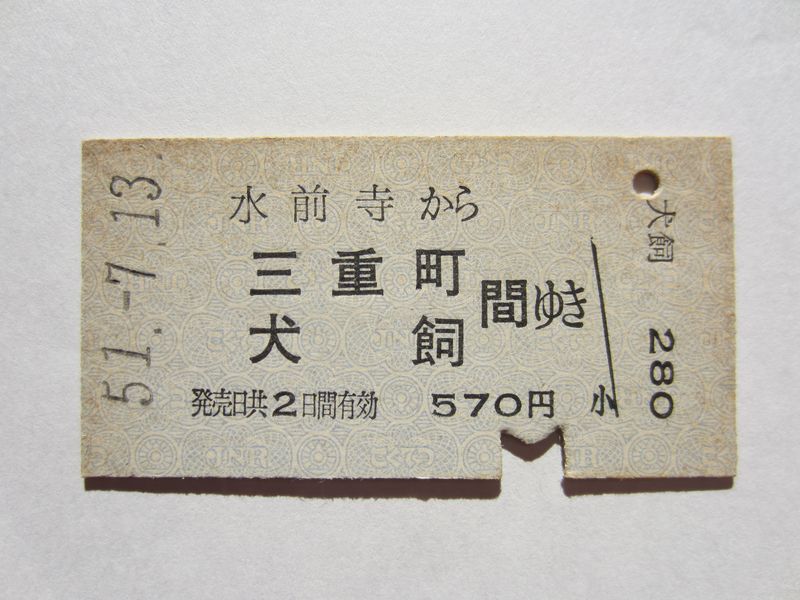 51.-7.13.
水前寺から
三重町
犬飼
間ゆき
発売日共2日間有効 570円
小
犬飼
280